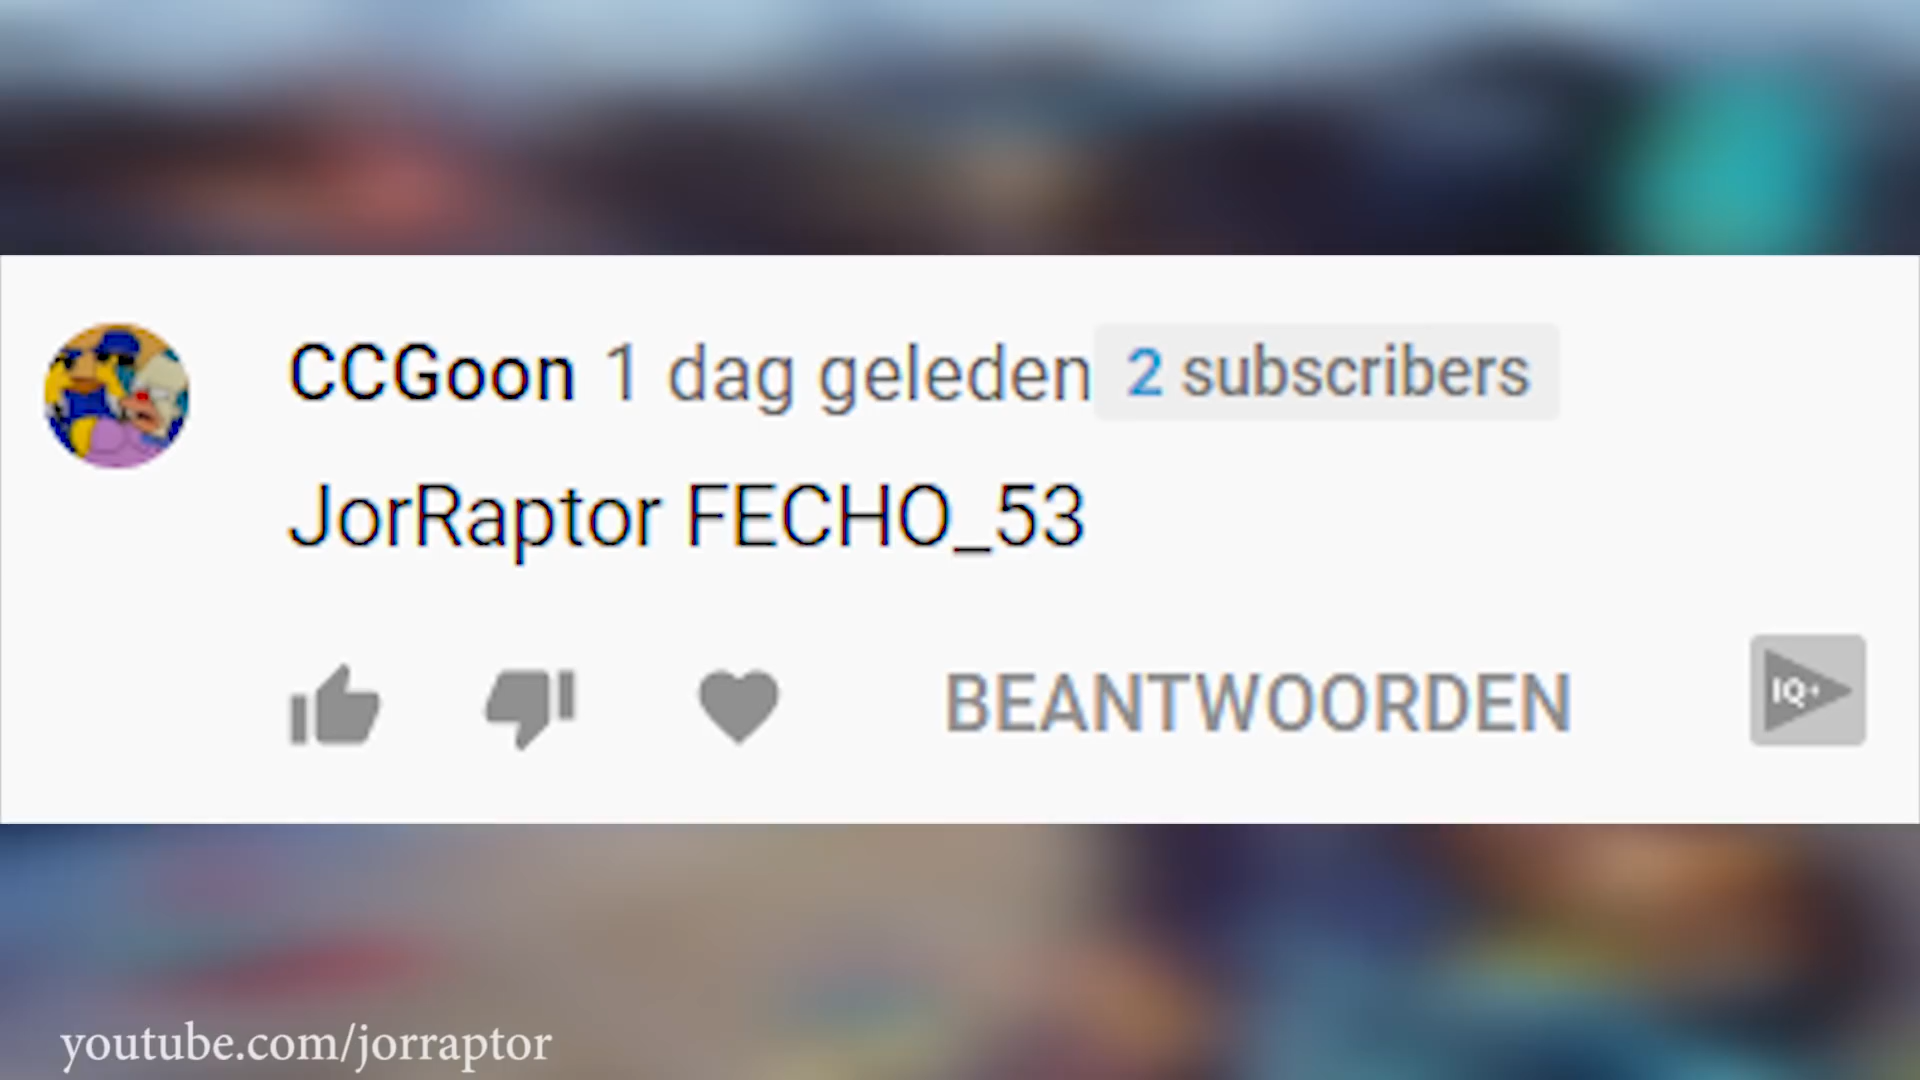 CCGoon 1 dag geleden 2 subscribers
JorRaptor FECHO_53
BEANTWOORDEN
IQ+
youtube.com/jorraptor